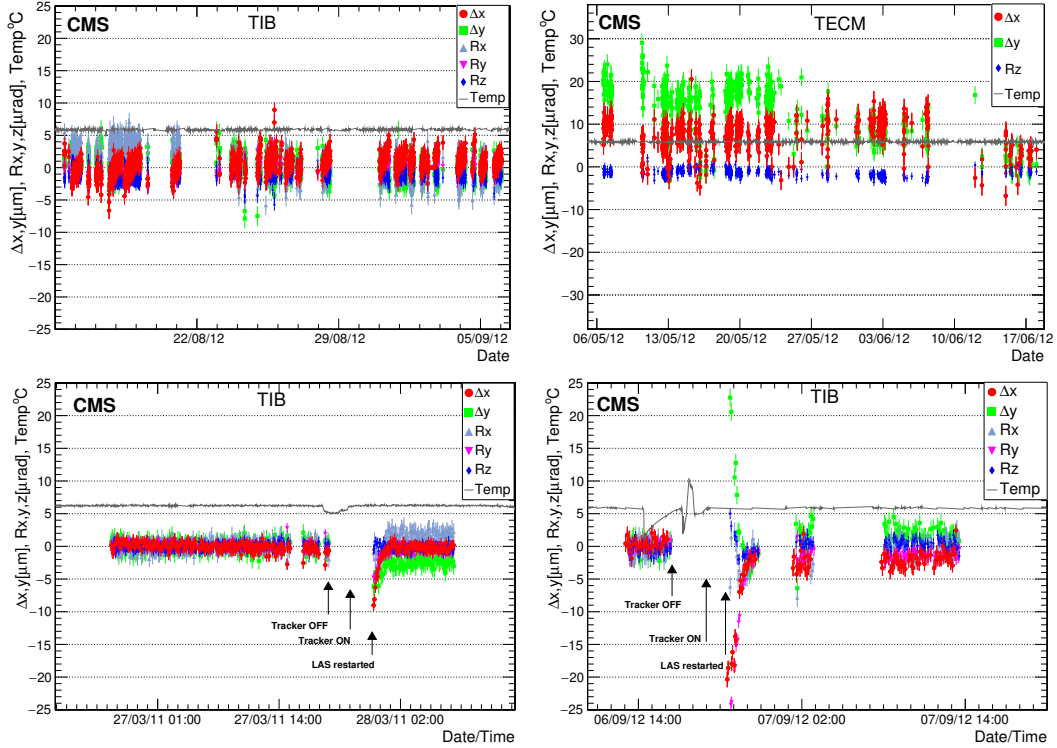 CMS
TIB
Δx
Δy
Rx
Ry
Rz
Temp
Δx,y[μm], Rx,y,z[μrad], Temp°C
25
20
15
10
5
0
−5
−10
−15
−20
−25
22/08/12
29/08/12
05/09/12
Date
CMS
TECM
Δx
Δy
Rz
Temp
Δx,y[μm], Rx,y,z[μrad], Temp°C
30
20
10
0
−10
−20
−30
06/05/12
13/05/12
20/05/12
27/05/12
03/06/12
10/06/12
17/06/12
Date
CMS
TIB
Δx
Δy
Rx
Ry
Rz
Temp
Δx,y[μm], Rx,y,z[μrad], Temp°C
25
20
15
10
5
0
−5
−10
−15
−20
−25
Tracker OFF
Tracker ON
LAS restarted
27/03/11 01:00
27/03/11 14:00
28/03/11 02:00
Date/Time
CMS
TIB
Δx
Δy
Rx
Ry
Rz
Temp
Δx,y[μm], Rx,y,z[μrad], Temp°C
25
20
15
10
5
0
−5
−10
−15
−20
−25
Tracker OFF
Tracker ON
LAS restarted
06/09/12 14:00
07/09/12 02:00
07/09/12 14:00
Date/Time